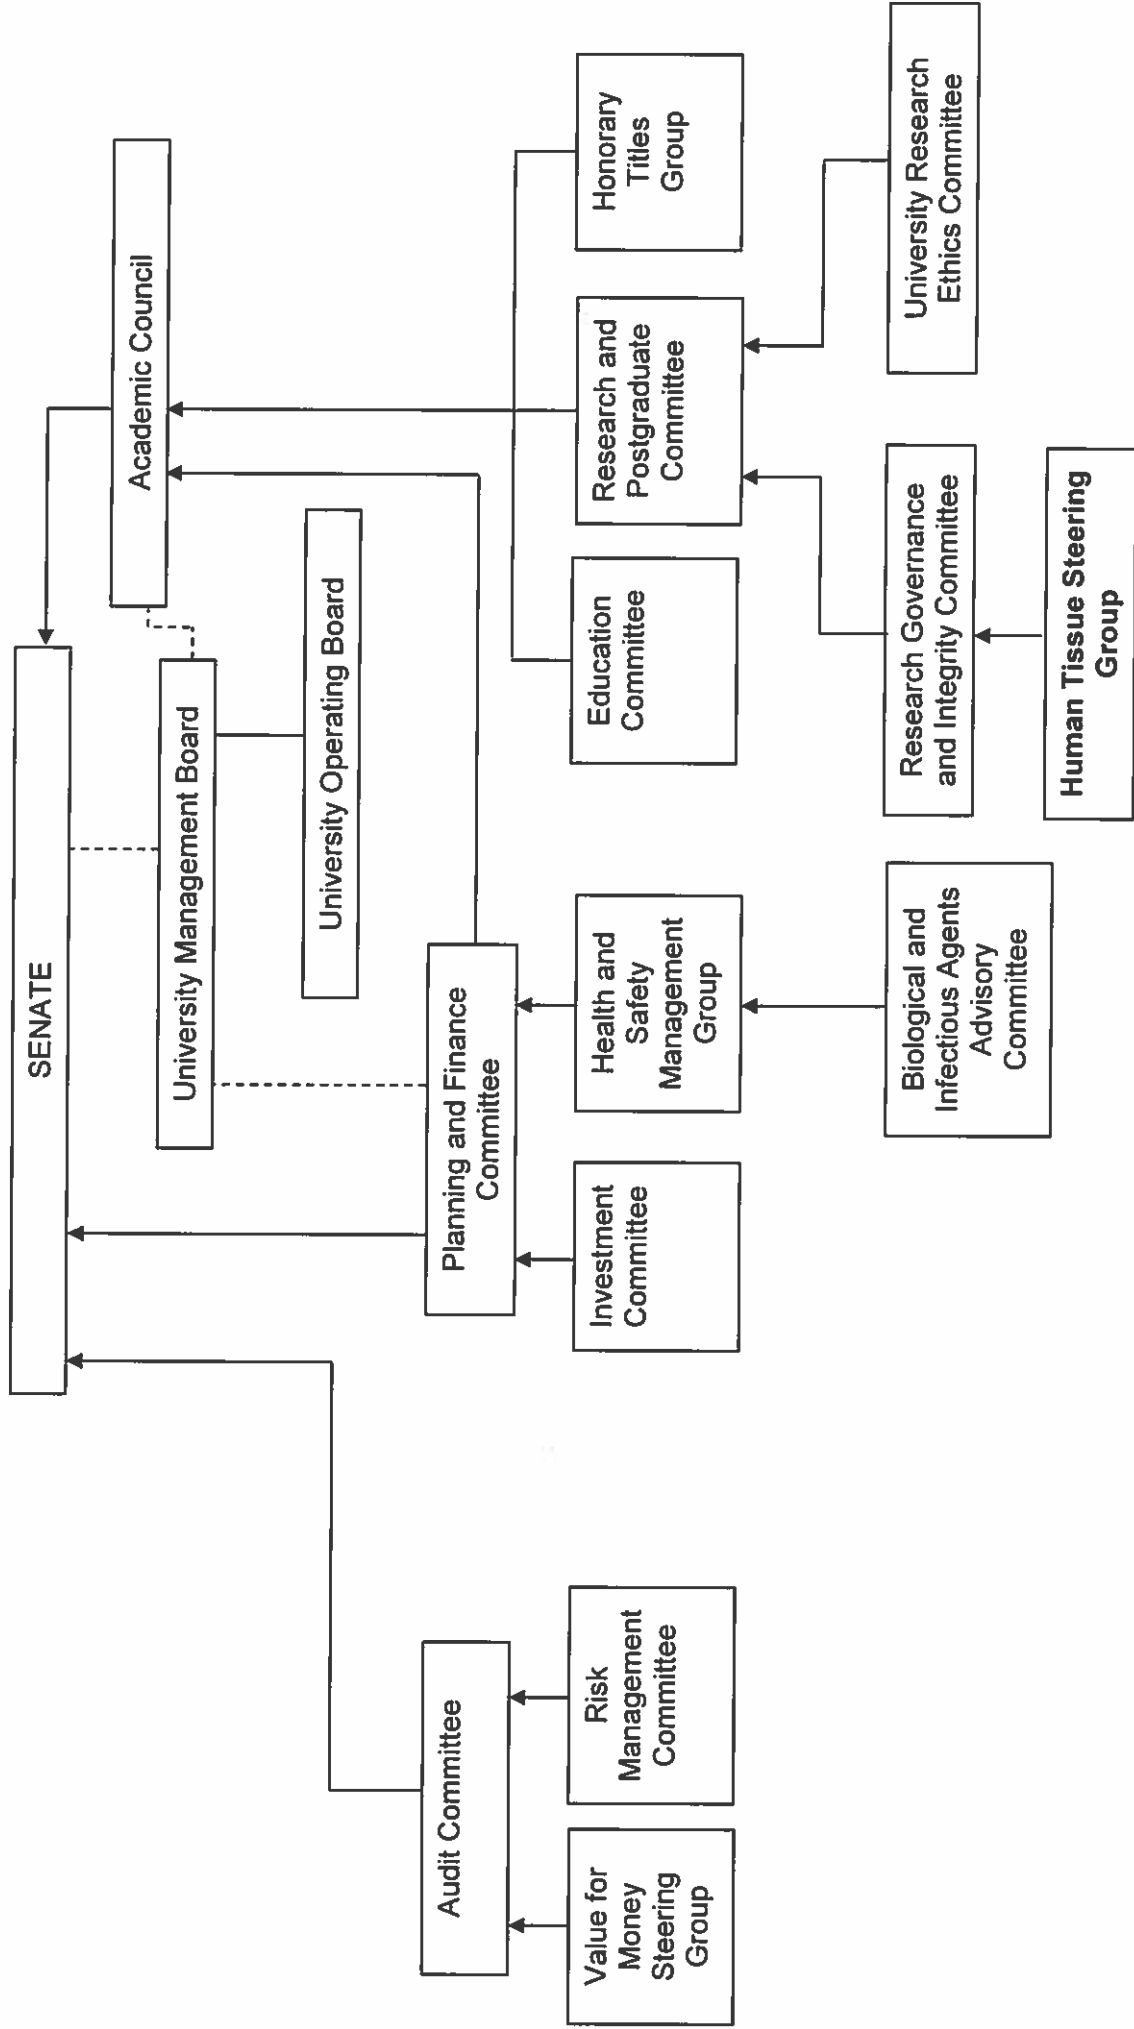 SENATE
Academic Council
University Management Board
University Operating Board
Audit Committee
Planning and Finance
Committee
Value for
Money
Steering
Group
Risk
Management
Committee
Investment
Committee
Health and
Safety
Management
Group
Education
Committee
Research and
Postgraduate
Committee
Honorary
Titles
Group
Biological and
Infectious Agents
Advisory
Committee
Research Governance
and Integrity Committee
University Research
Ethics Committee
Human Tissue Steering
Group